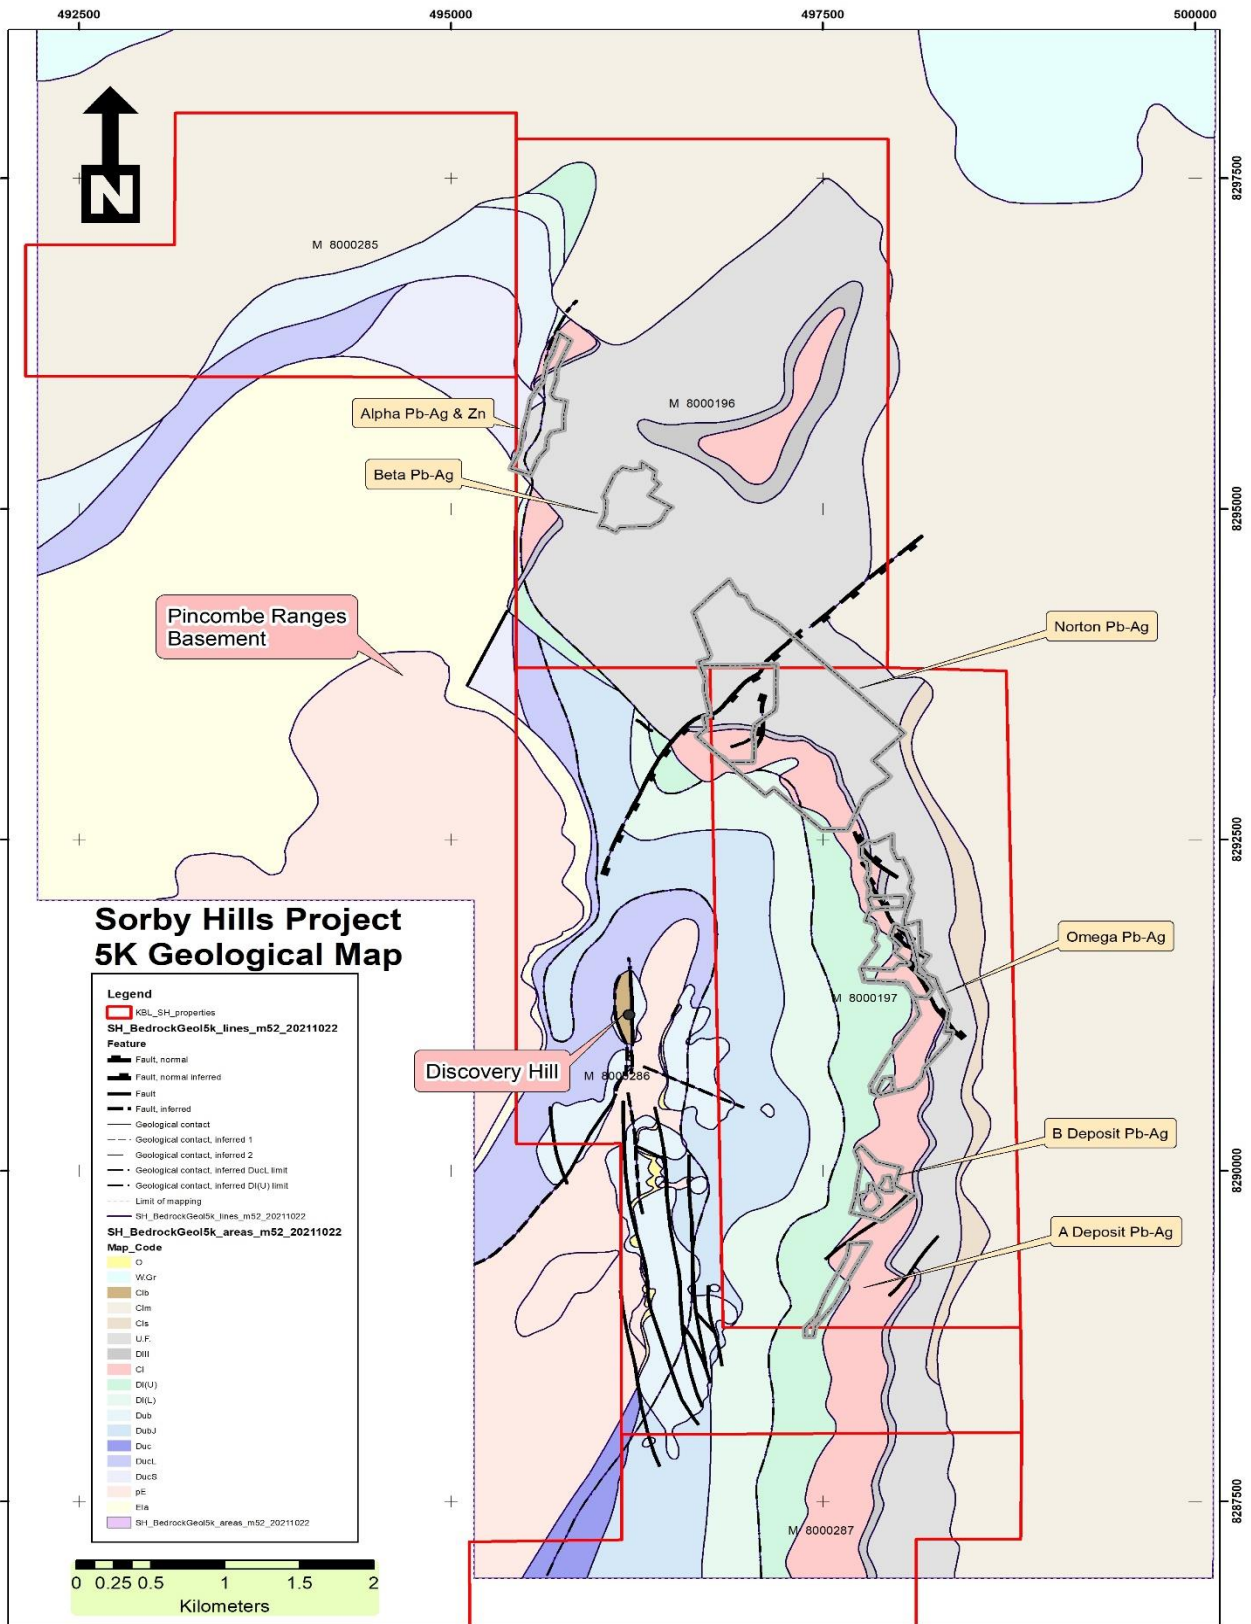 492500
495000
497500
500000
8297500
N
M 8000285
M 8000196
Alpha Pb-Ag & Zn
Beta Pb-Ag
8295000
Pincombe Ranges
Basement
Norton Pb-Ag
8292500
Sorby Hills Project
5K Geological Map
Omega Pb-Ag
M 8000197
Discovery Hill
M 8000286
B Deposit Pb-Ag
8290000
A Deposit Pb-Ag
Legend
KBL_SH_properties
SH_BedrockGeol5k_lines_m52_20211022
Feature
Fault, normal
Fault, normal inferred
Fault
Fault, inferred
Geological contact
Geological contact, inferred 1
Geological contact, inferred 2
Geological contact, inferred DucL limit
Geological contact, inferred Dl(U) limit
Limit of mapping
SH_BedrockGeol5k_lines_m52_20211022
SH_BedrockGeol5k_areas_m52_20211022
Map_Code
O
W.Gr
Clb
Clm
Cls
U.F.
DIII
Cl
Dl(U)
Dl(L)
Dub
DubJ
Duc
DucL
DucS
pE
Ela
SH_BedrockGeol5k_areas_m52_20211022
8287500
M 8000287
0 0.25 0.5 1 1.5 2
Kilometers